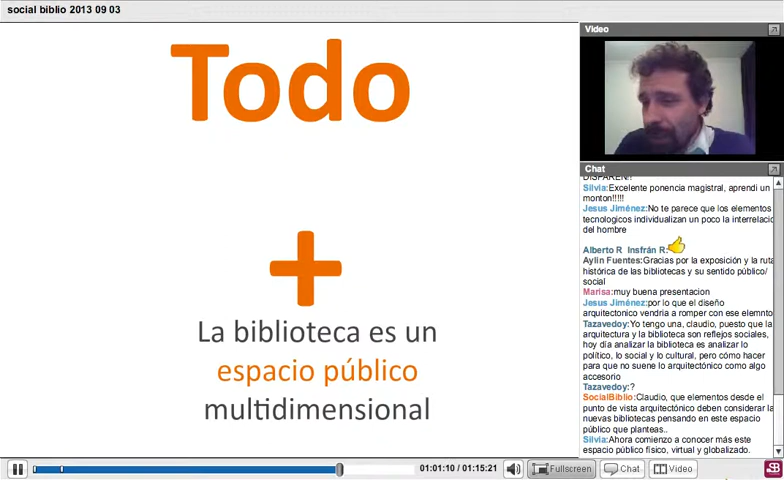 social biblio 2013 09 03
Todo
+
La biblioteca es un
espacio público
multidimensional
Video
Chat
DISPAREN!!
Silvia:Excelente ponencia magistral, aprendi un
monton!!!!!
Jesus Jiménez:No te parece que los elementos
tecnologicos individualizan un poco la interrelacio
del hombre
Alberto R Insfrán R:
Aylin Fuentes:Gracias por la exposición y la ruta
histórica de las bibliotecas y su sentido público/
social
Marisa:muy buena presentacion
Jesus Jiménez:por lo que el diseño
arquitectonico vendria a romper con ese elemnto
Tazavedoy:Yo tengo una, claudio, puesto que la
arquitectura y la biblioteca son reflejos sociales,
hoy día analizar la biblioteca es analizar lo
político, lo social y lo cultural, pero cómo hacer
para que no suene lo arquitectónico como algo
accesorio
Tazavedoy:?
SocialBiblio:Claudio, que elementos desde el
punto de vista arquitectónico deben considerar la
nuevas bibliotecas pensando en este espacio
público que planteas..
Silvia:Ahora comienzo a conocer más este
espacio público físico, virtual y globalizado.
01:01:10 / 01:15:21
Fullscreen
Chat
Video
SB